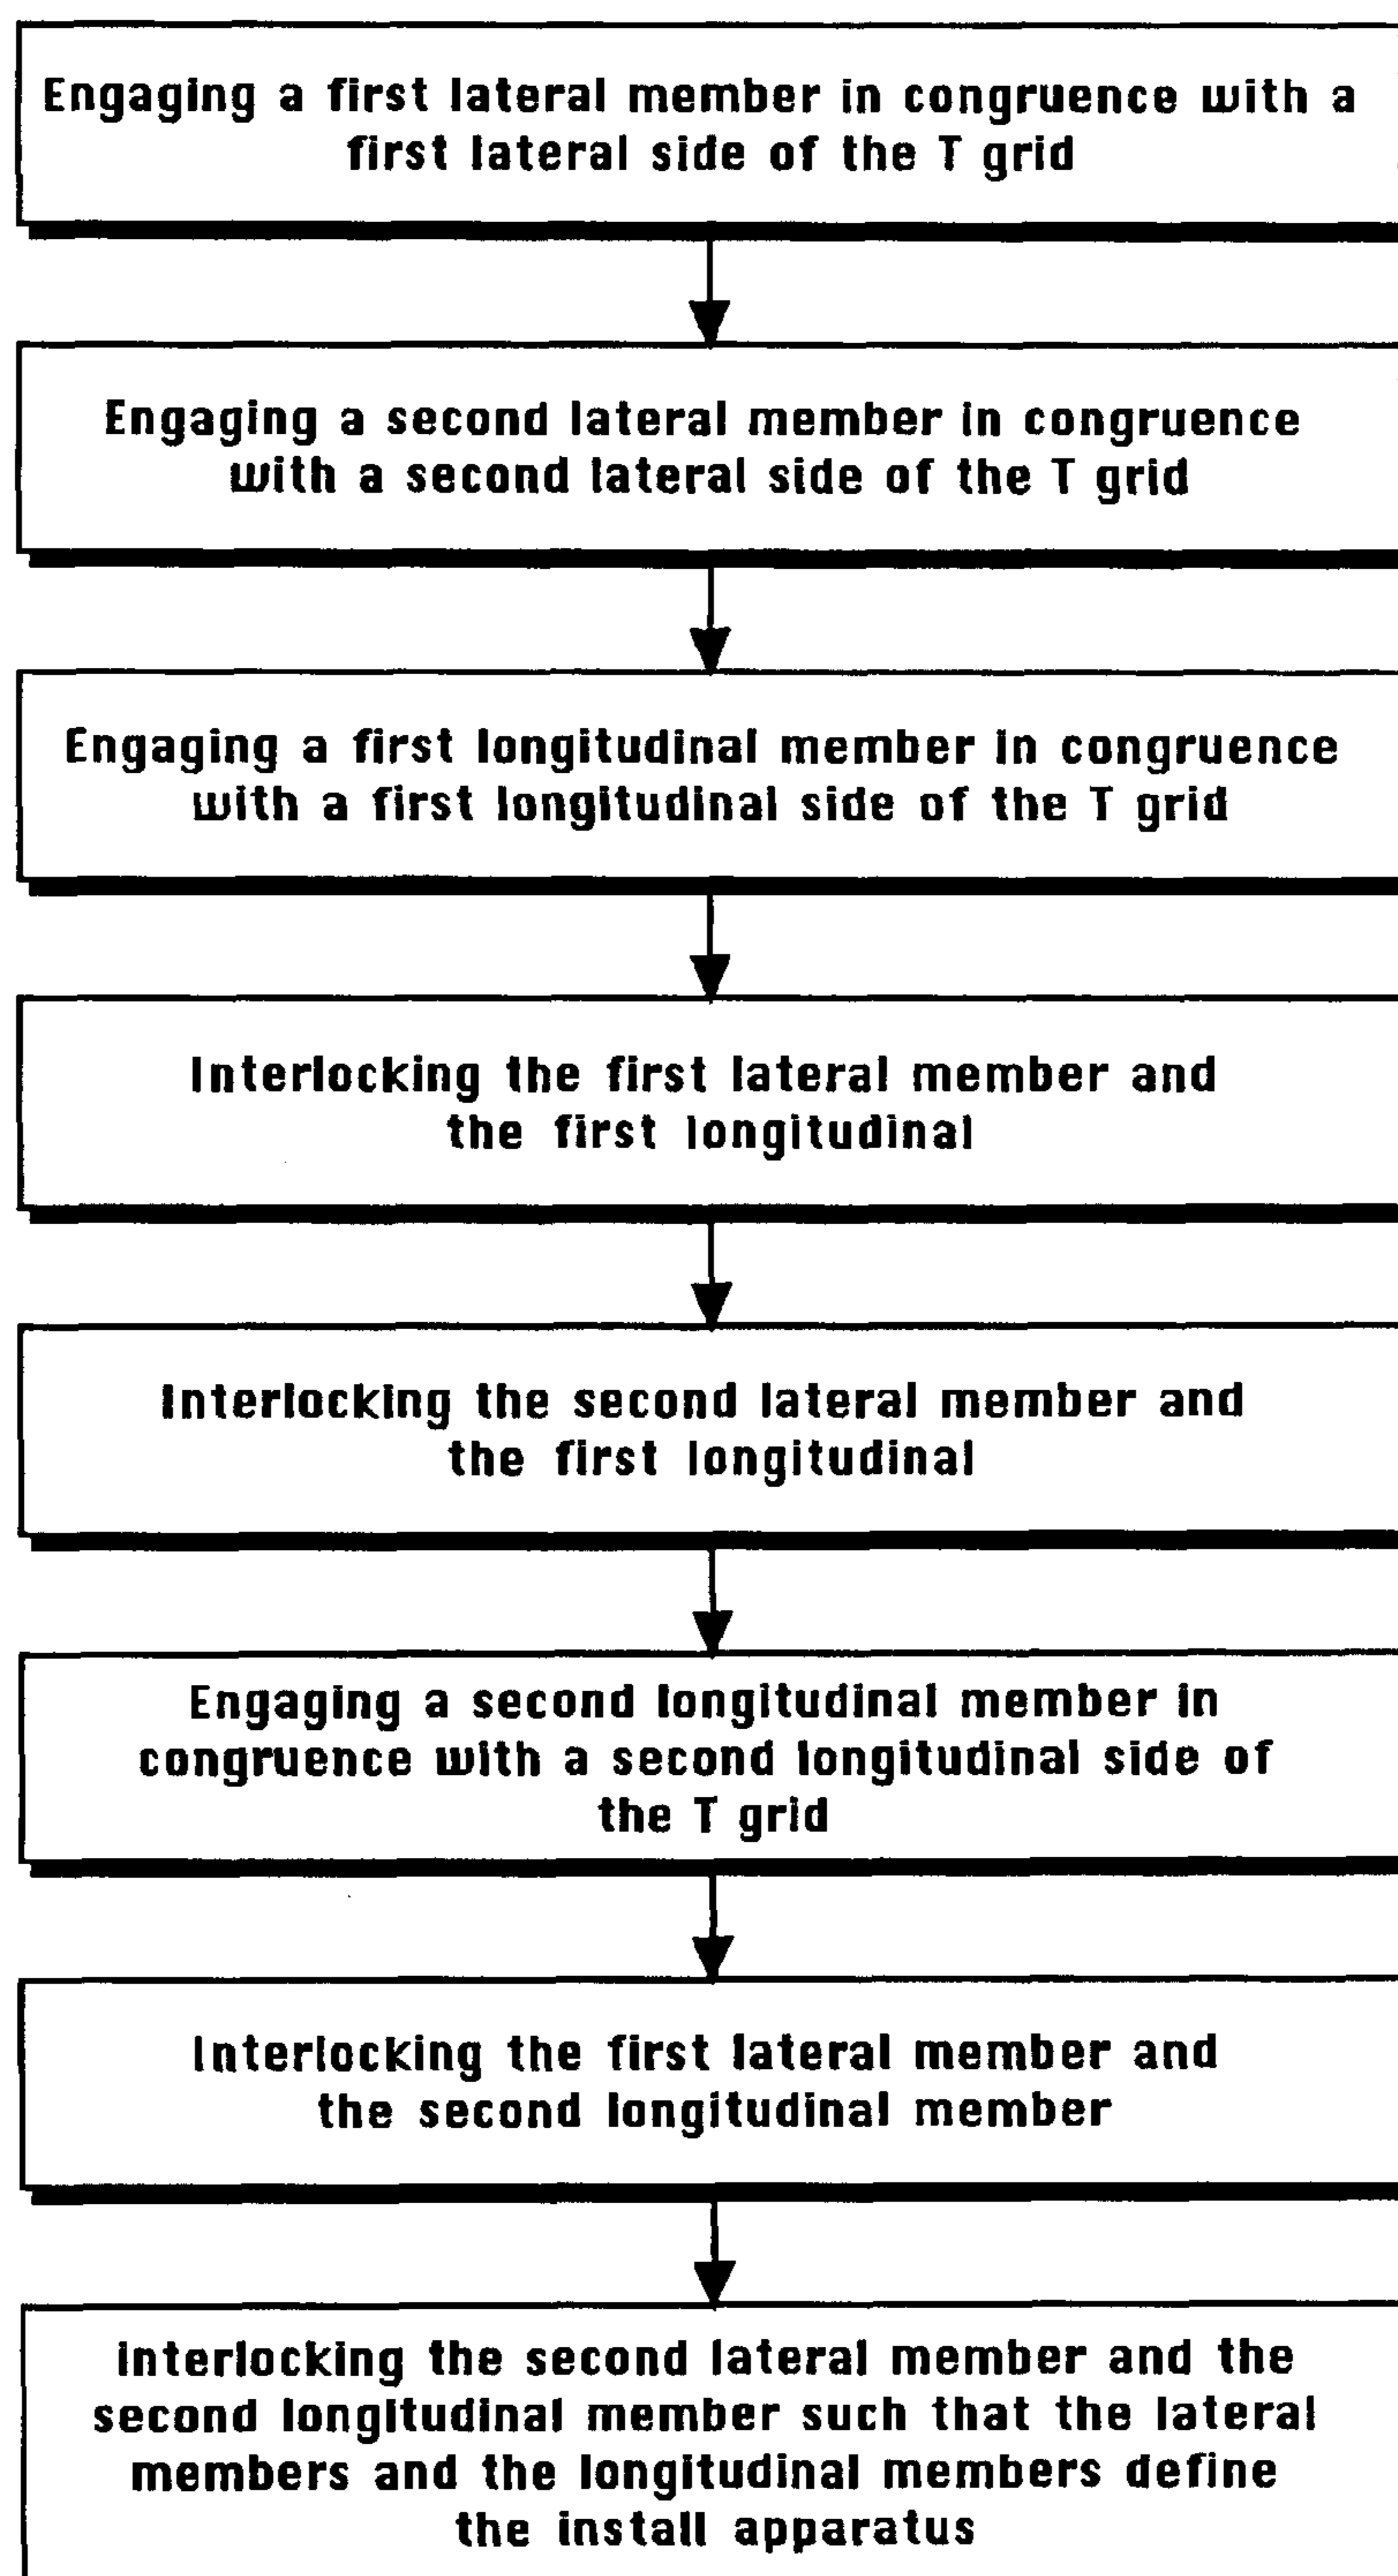 Engaging a first lateral member in congruence with a
first lateral side of the T grid
Engaging a second lateral member in congruence
with a second lateral side of the T grid
Engaging a first longitudinal member in congruence
with a first longitudinal side of the T grid
Interlocking the first lateral member and
the first longitudinal
Interlocking the second lateral member and
the first longitudinal
Engaging a second longitudinal member in
congruence with a second longitudinal side of
the T grid
Interlocking the first lateral member and
the second longitudinal member
Interlocking the second lateral member and the
second longitudinal member such that the lateral
members and the longitudinal members define
the install apparatus